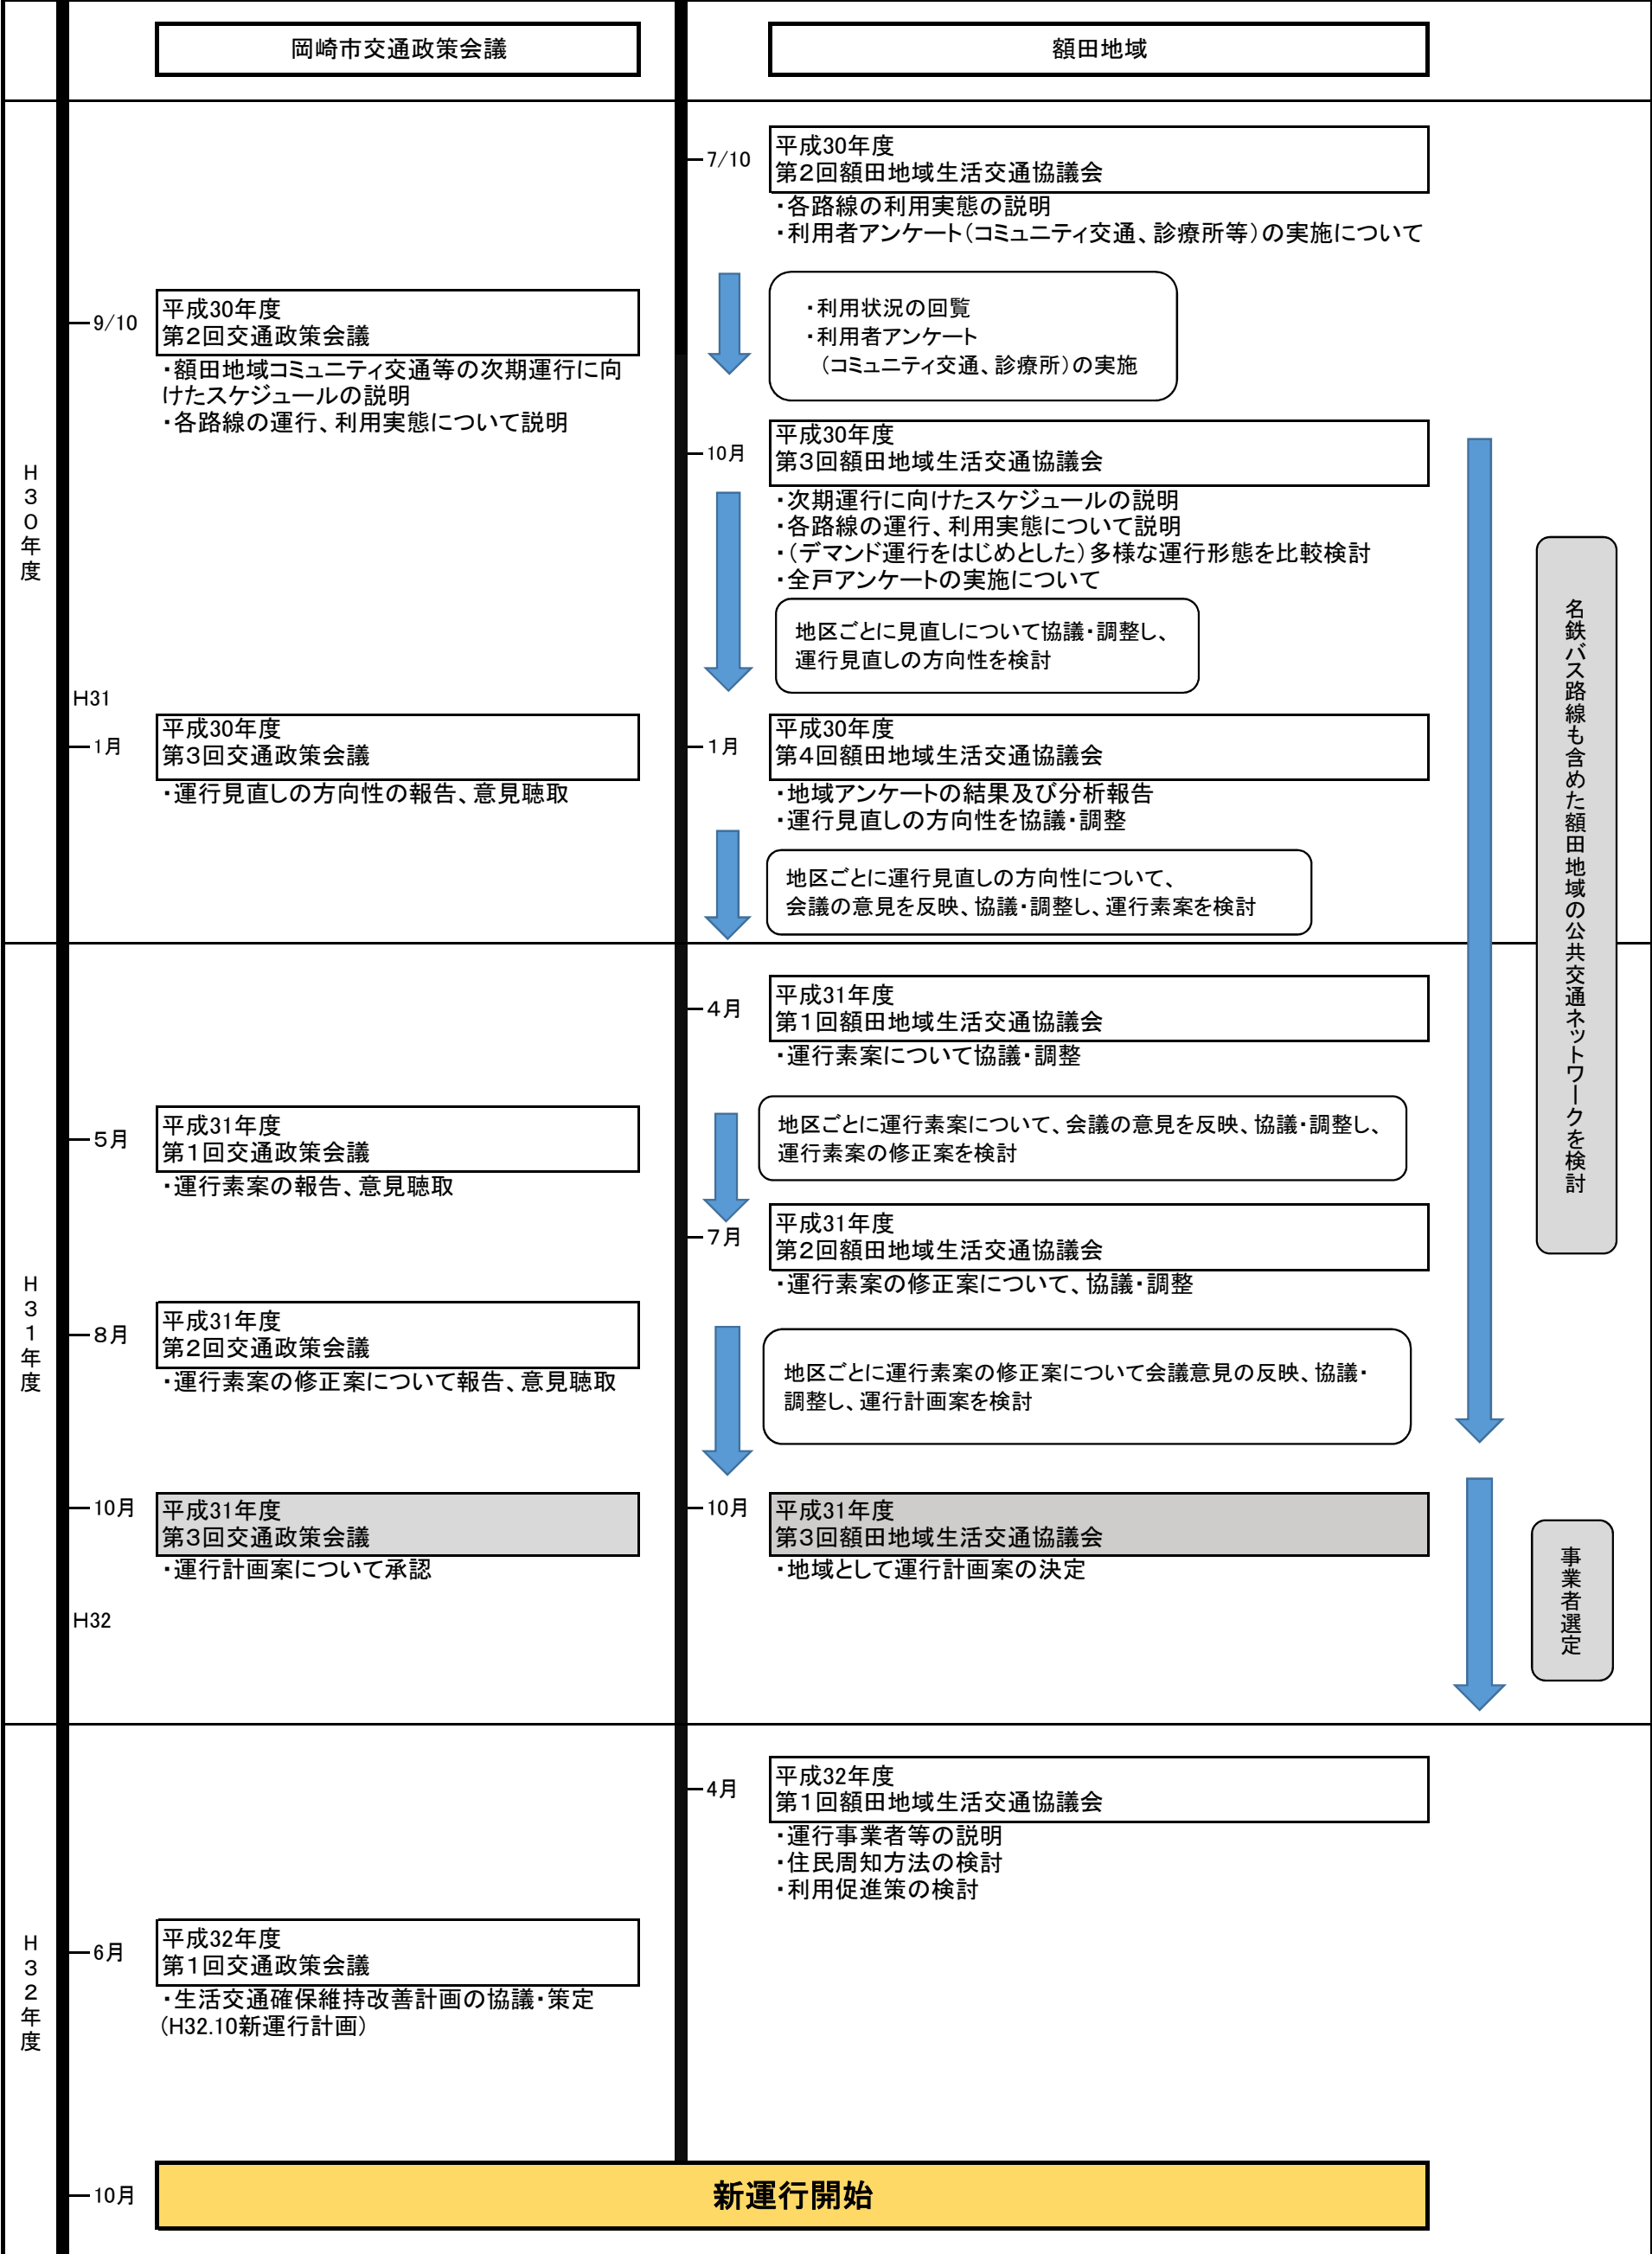 岡崎市交通政策会議
額田地域
H30年度
7/10
平成30年度
第2回額田地域生活交通協議会
・各路線の利用実態の説明
・利用者アンケート(コミュニティ交通、診療所等)の実施について
・利用状況の回覧
・利用者アンケート
(コミュニティ交通、診療所)の実施
9/10
平成30年度
第2回交通政策会議
・額田地域コミュニティ交通等の次期運行に向
けたスケジュールの説明
・各路線の運行、利用実態について説明
10月
平成30年度
第3回額田地域生活交通協議会
・次期運行に向けたスケジュールの説明
・各路線の運行、利用実態について説明
・(デマンド運行をはじめとした)多様な運行形態を比較検討
・全戸アンケートの実施について
地区ごとに見直しについて協議・調整し、
運行見直しの方向性を検討
名鉄バス路線も含めた額田地域の公共交通ネットワークを検討
H31
1月
平成30年度
第3回交通政策会議
・運行見直しの方向性の報告、意見聴取
1月
平成30年度
第4回額田地域生活交通協議会
・地域アンケートの結果及び分析報告
・運行見直しの方向性を協議・調整
地区ごとに運行見直しの方向性について、
会議の意見を反映、協議・調整し、運行素案を検討
H31年度
4月
平成31年度
第1回額田地域生活交通協議会
・運行素案について協議・調整
5月
平成31年度
第1回交通政策会議
・運行素案の報告、意見聴取
地区ごとに運行素案について、会議の意見を反映、協議・調整し、
運行素案の修正案を検討
7月
平成31年度
第2回額田地域生活交通協議会
・運行素案の修正案について、協議・調整
8月
平成31年度
第2回交通政策会議
・運行素案の修正案について報告、意見聴取
地区ごとに運行素案の修正案について会議意見の反映、協議・
調整し、運行計画案を検討
10月
平成31年度
第3回交通政策会議
・運行計画案について承認
10月
平成31年度
第3回額田地域生活交通協議会
・地域として運行計画案の決定
事業者選定
H32
H32年度
4月
平成32年度
第1回額田地域生活交通協議会
・運行事業者等の説明
・住民周知方法の検討
・利用促進策の検討
6月
平成32年度
第1回交通政策会議
・生活交通確保維持改善計画の協議・策定
(H32.10新運行計画)
10月
新運行開始